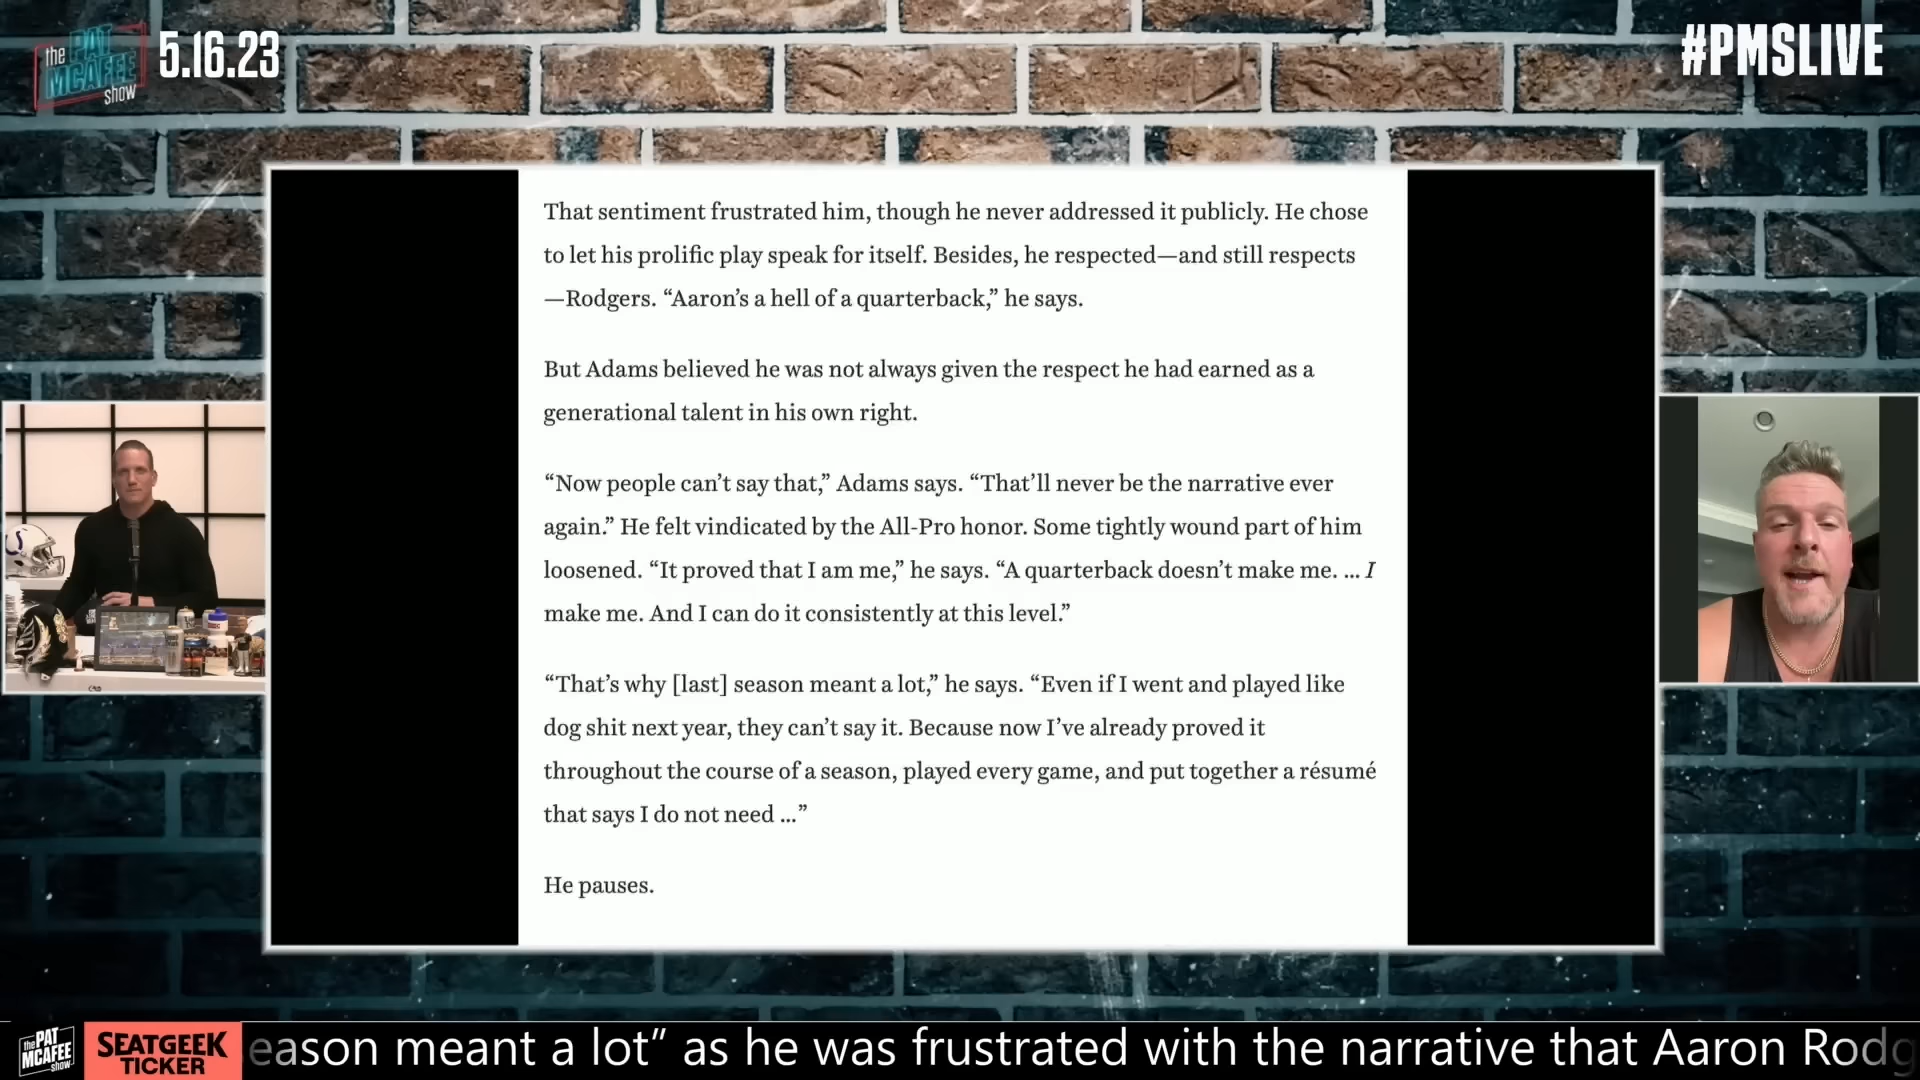 the
PAT
MCAFEE
show
5.16.23
#PMSLIVE
That sentiment frustrated him, though he never addressed it publicly. He chose
to let his prolific play speak for itself. Besides, he respected—and still respects
—Rodgers. “Aaron’s a hell of a quarterback,” he says.
But Adams believed he was not always given the respect he had earned as a
generational talent in his own right.
“Now people can’t say that,” Adams says. “That’ll never be the narrative ever
again.” He felt vindicated by the All-Pro honor. Some tightly wound part of him
loosened. “It proved that I am me,” he says. “A quarterback doesn’t make me. ... I
make me. And I can do it consistently at this level.”
“That’s why [last] season meant a lot,” he says. “Even if I went and played like
dog shit next year, they can’t say it. Because now I’ve already proved it
throughout the course of a season, played every game, and put together a résumé
that says I do not need ...”
He pauses.
the
PAT
MCAFEE
show
SEATGEEK
TICKER
eason meant a lot” as he was frustrated with the narrative that Aaron Rodg